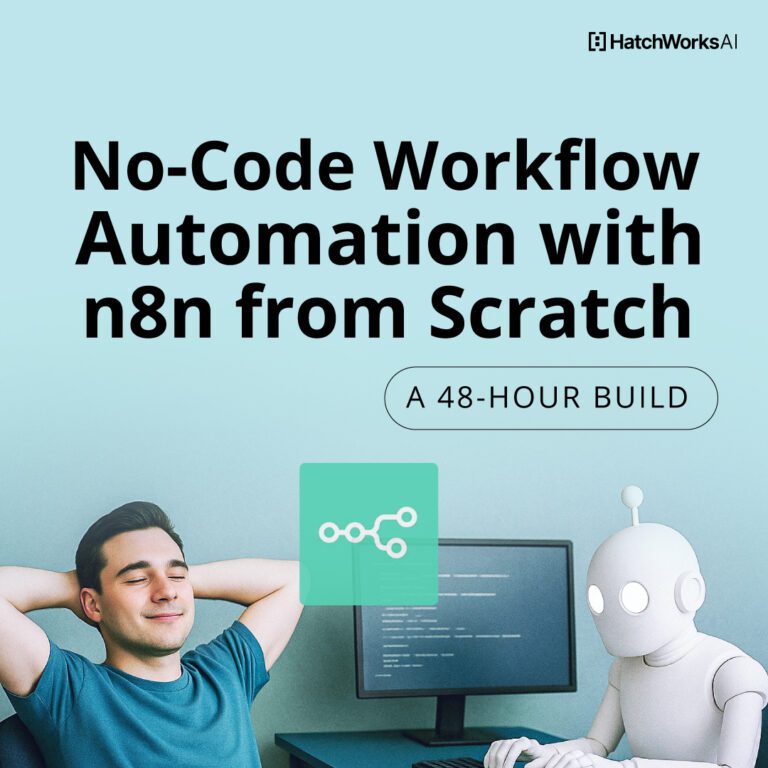 HatchWorksAI
No-Code Workflow
Automation with
n8n from Scratch
A 48-HOUR BUILD